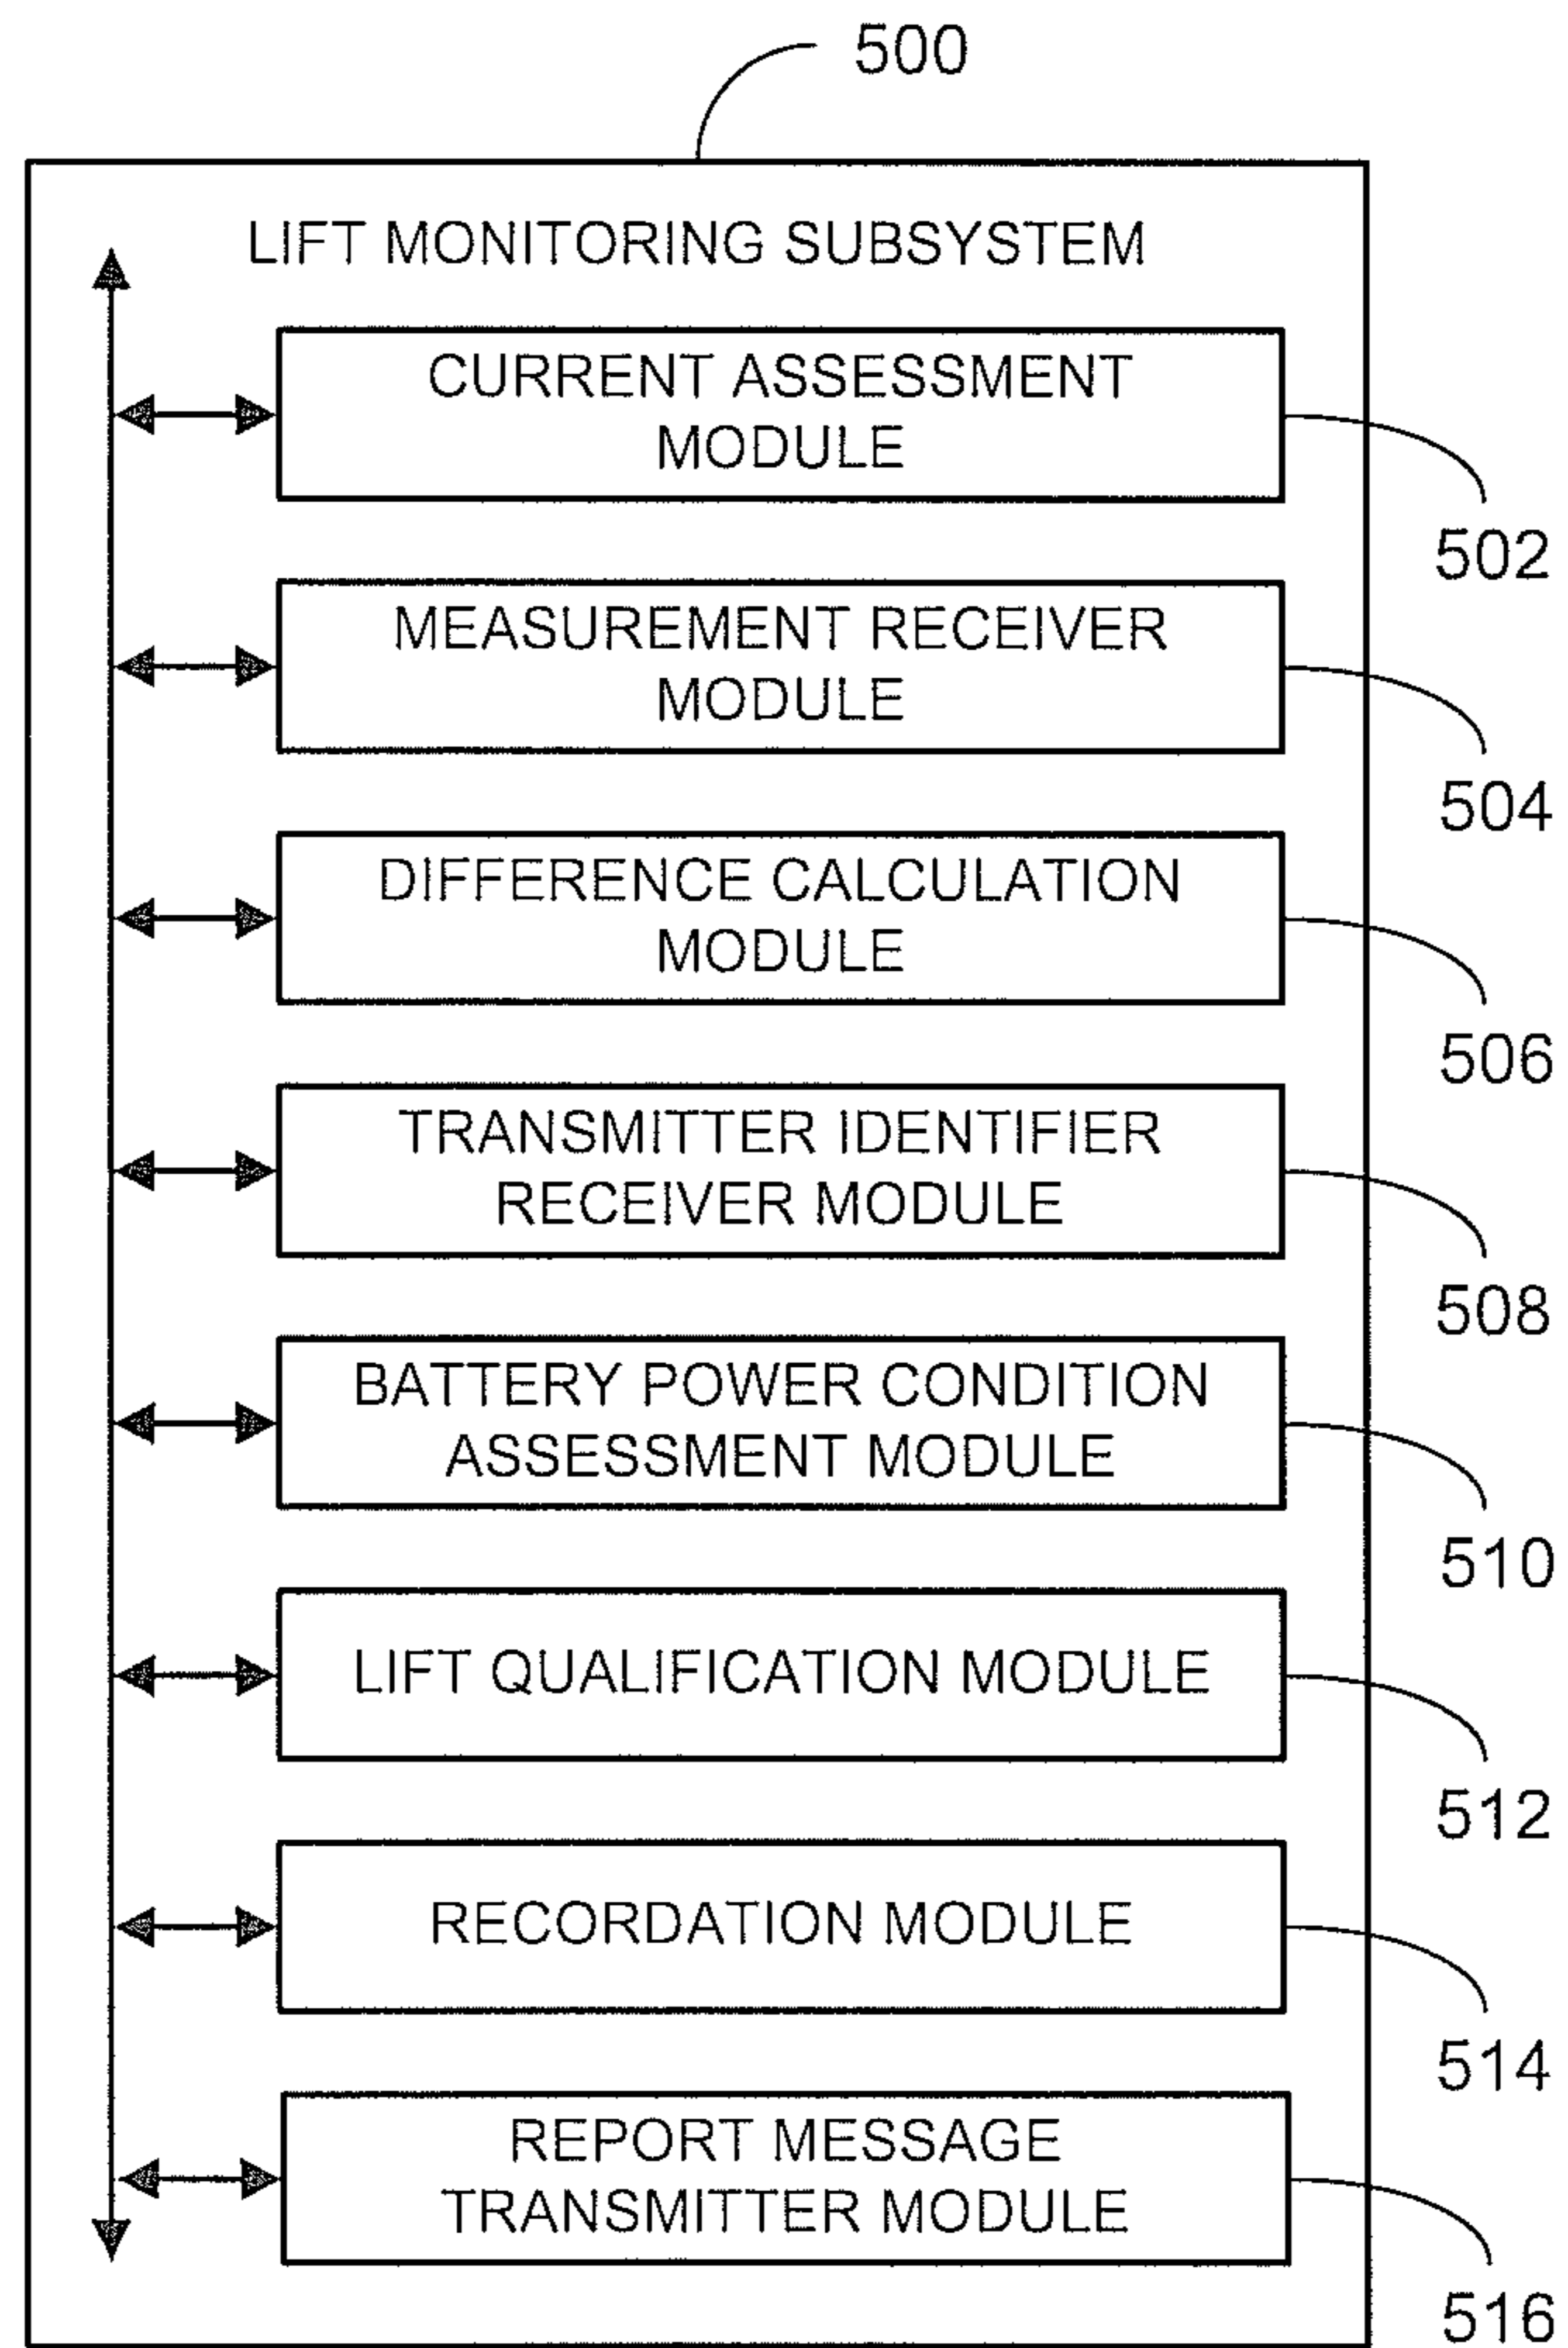 500
LIFT MONITORING SUBSYSTEM
CURRENT ASSESSMENT
MODULE
502
MEASUREMENT RECEIVER
MODULE
504
DIFFERENCE CALCULATION
MODULE
506
TRANSMITTER IDENTIFIER
RECEIVER MODULE
508
BATTERY POWER CONDITION
ASSESSMENT MODULE
510
LIFT QUALIFICATION MODULE
512
RECORDATION MODULE
514
REPORT MESSAGE
TRANSMITTER MODULE
516